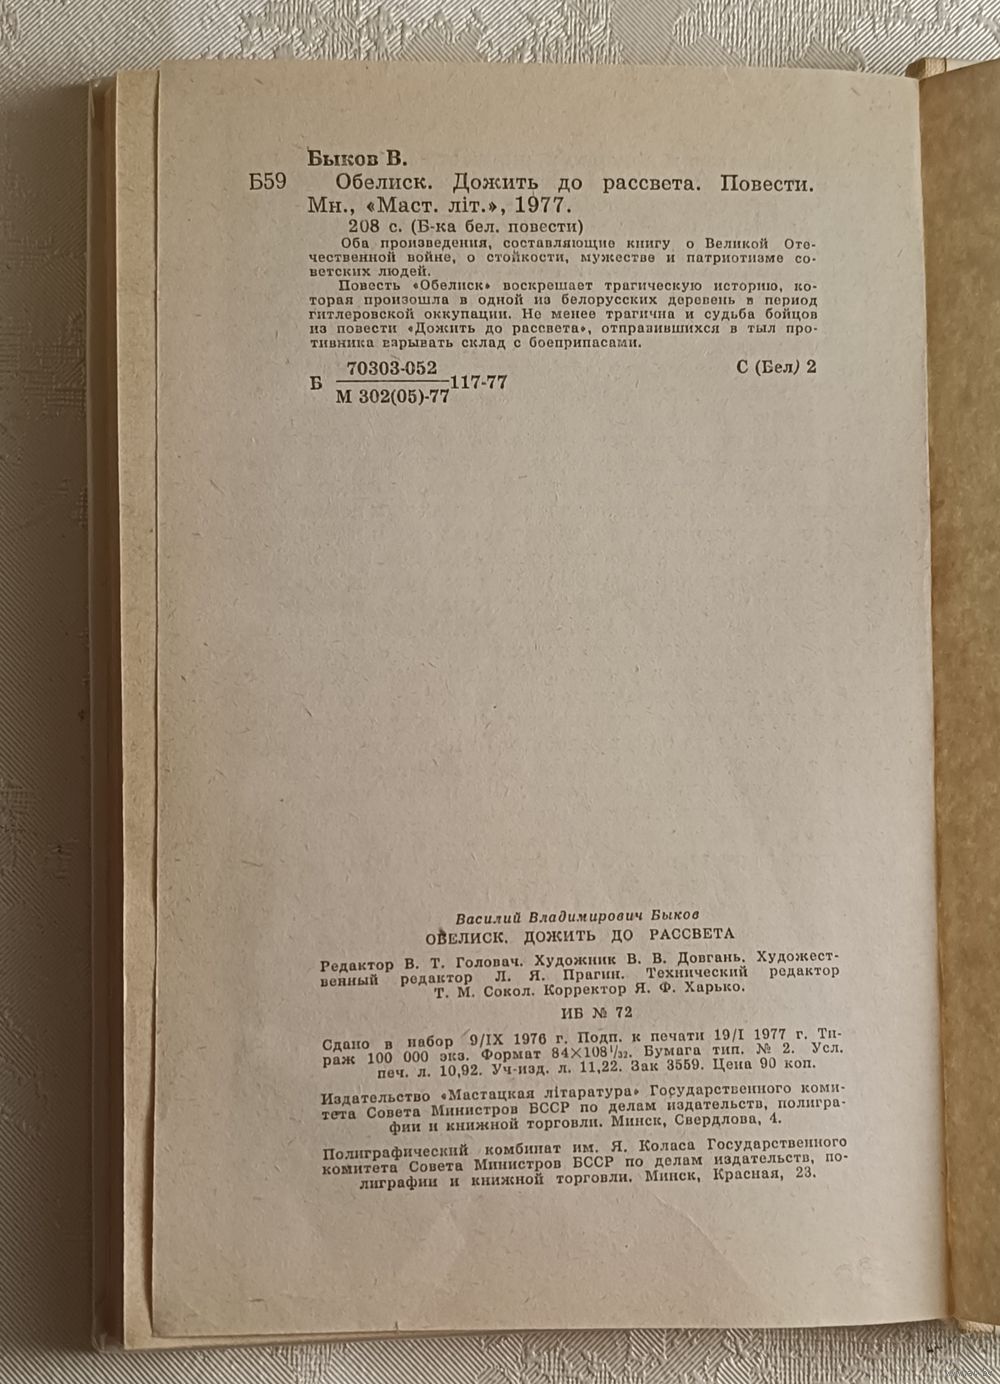 Быков В.
Б59 Обелиск. Дожить до рассвета. Повести.
Мн., «Маст. літ.», 1977.
208 с. (Б-ка бел. повести)
Оба произведения, составляющие книгу о Великой Оте-
чественной войне, о стойкости, мужестве и патриотизме со-
ветских людей.
Повесть «Обелиск» воскрешает трагическую историю, ко-
торая произошла в одной из белорусских деревень в период
гитлеровской оккупации. Не менее трагична и судьба бойцов
из повести «Дожить до рассвета», отправившихся в тыл про-
тивника взрывать склад с боеприпасами.
Б 70303-052 117-77 С (Бел) 2
М 302(05)-77
Василий Владимирович Быков
ОБЕЛИСК. ДОЖИТЬ ДО РАССВЕТА
Редактор В. Т. Головач. Художник В. В. Довгань. Художест-
венный редактор Л. Я. Прагин. Технический редактор
Т. М. Сокол. Корректор Я. Ф. Харько.
ИБ № 72
Сдано в набор 9/IX 1976 г. Подп. к печати 19/I 1977 г. Ти-
раж 100 000 экз. Формат 84×108¹/₃₂. Бумага тип. № 2. Усл.
печ. л. 10,92. Уч-изд. л. 11,22. Зак 3559. Цена 90 коп.
Издательство «Мастацкая літаратура» Государственного коми-
тета Совета Министров БССР по делам издательств, полигра-
фии и книжной торговли. Минск, Свердлова, 4.
Полиграфический комбинат им. Я. Коласа Государственного
комитета Совета Министров БССР по делам издательств, по-
лиграфии и книжной торговли. Минск, Красная, 23.